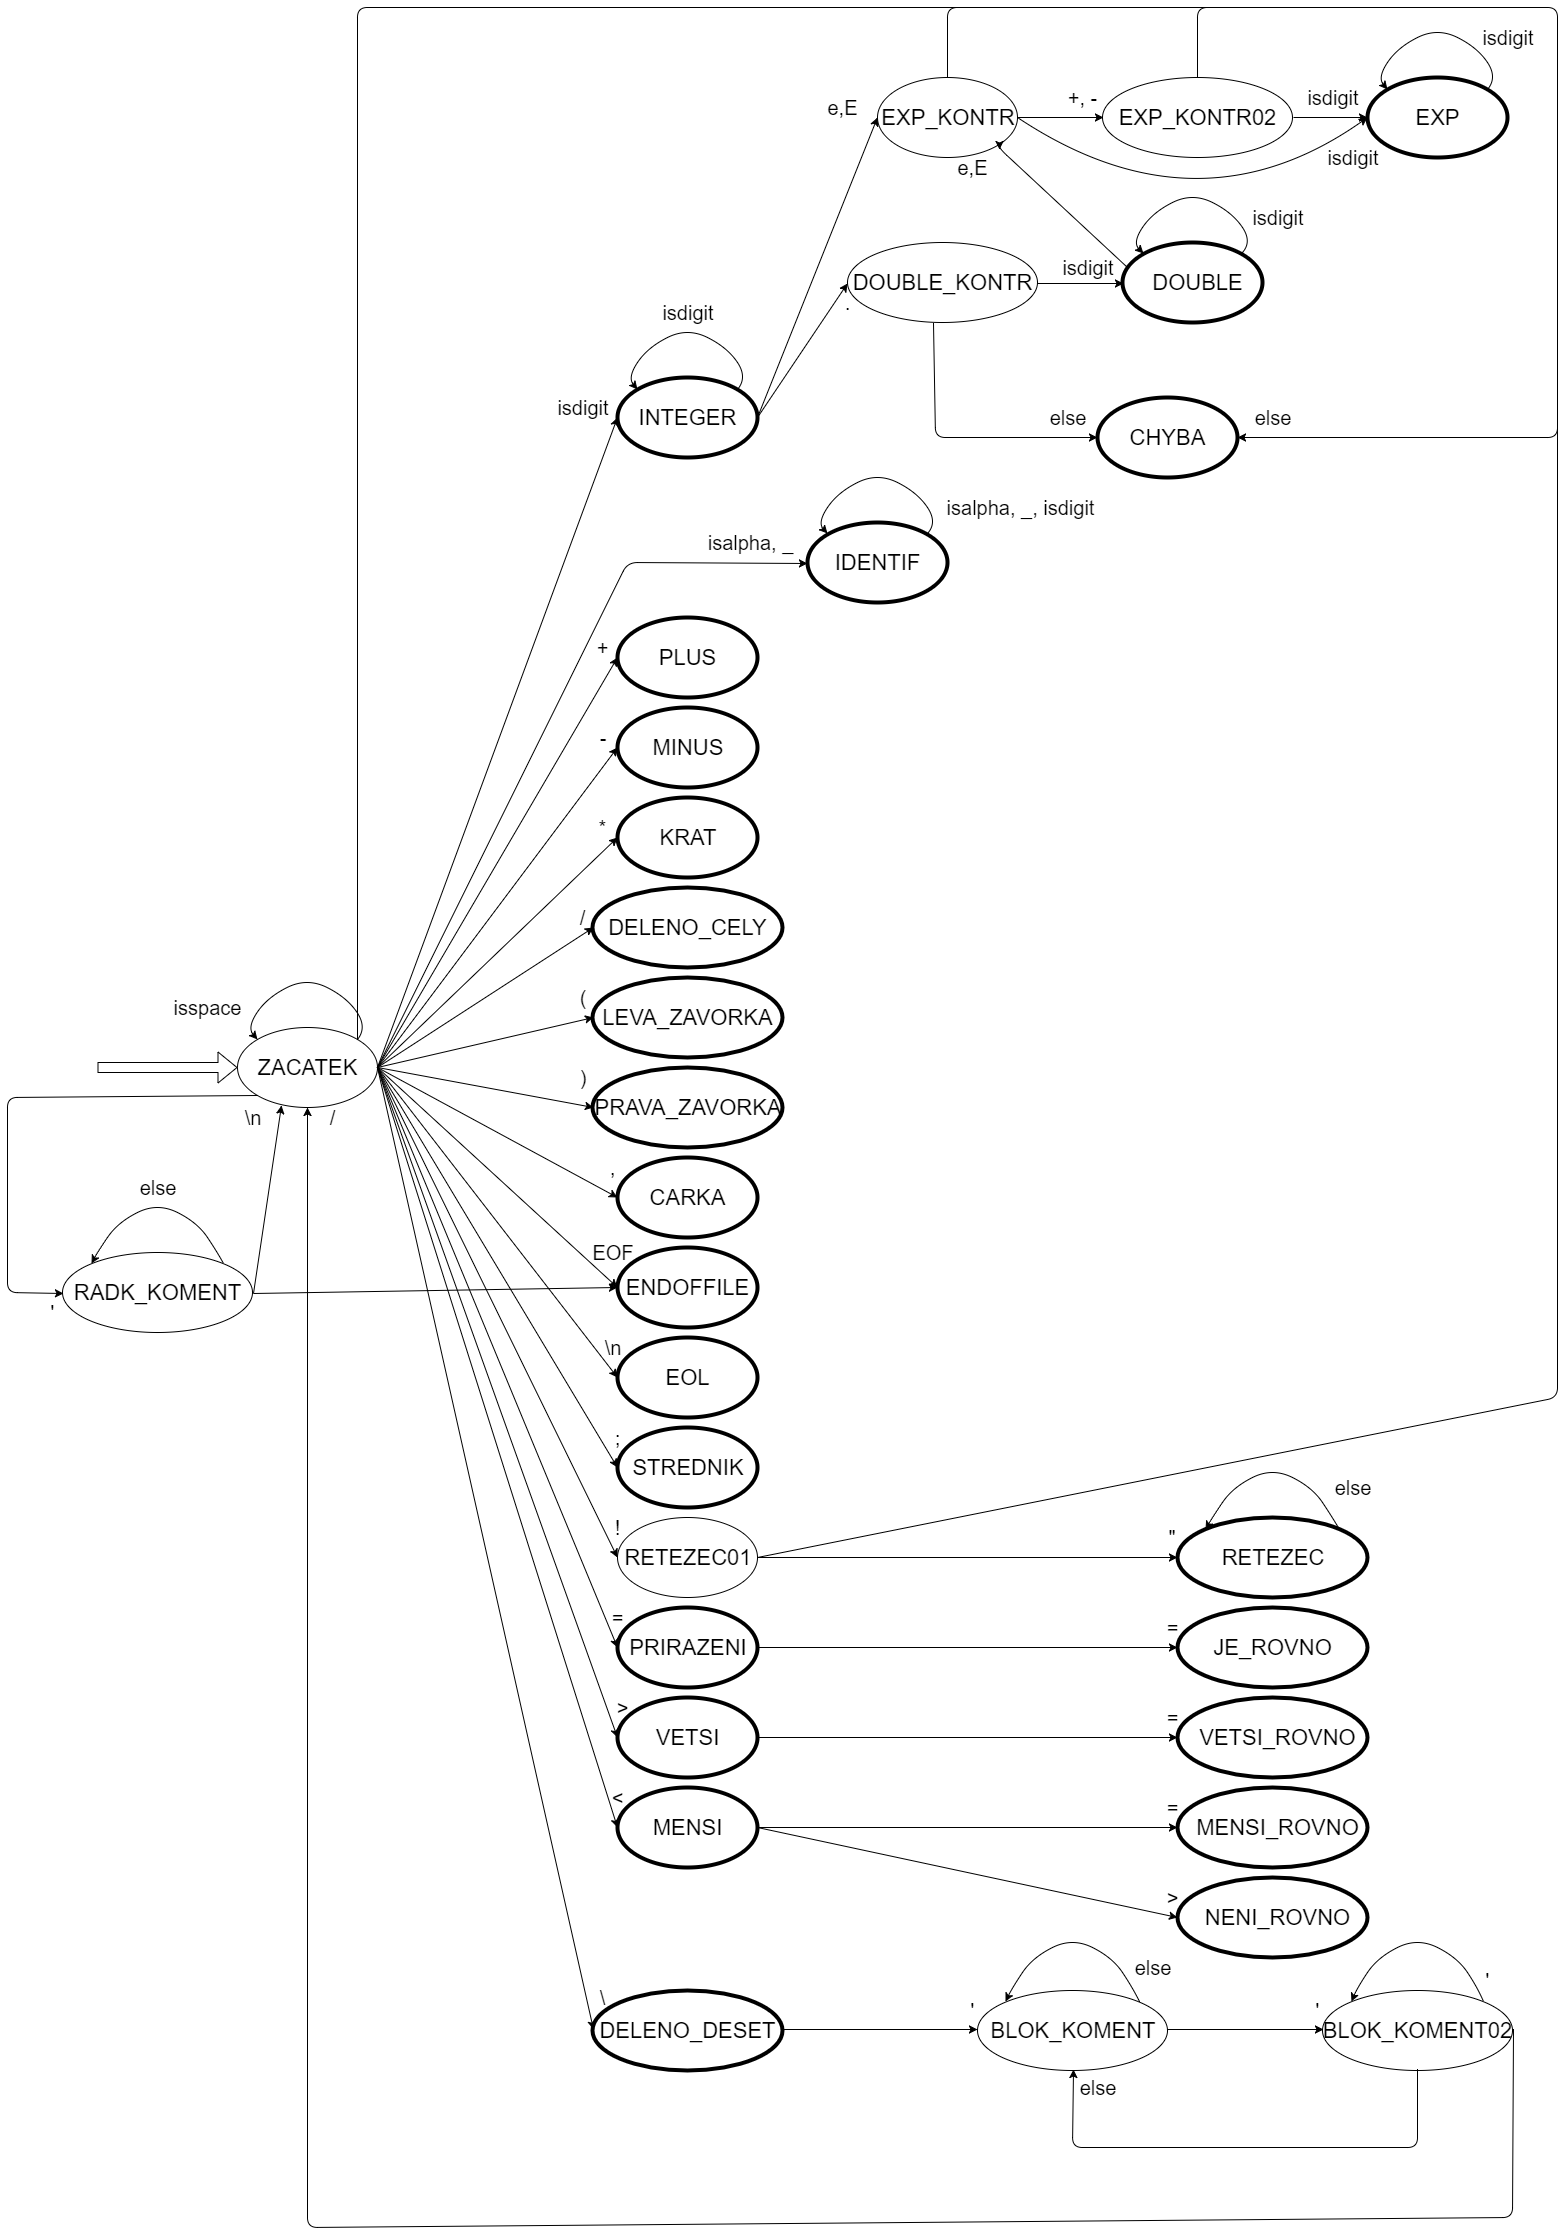 isdigit
e,E
+, -
isdigit
EXP_KONTR
EXP_KONTR02
EXP
isdigit
e,E
isdigit
isdigit
DOUBLE_KONTR
DOUBLE
.
isdigit
isdigit
INTEGER
else
CHYBA
else
isalpha, _, isdigit
isalpha, _
IDENTIF
+
PLUS
-
MINUS
*
KRAT
/
DELENO_CELY
(
LEVA_ZAVORKA
isspace
ZACATEK
)
PRAVA_ZAVORKA
\n
/
,
CARKA
else
EOF
ENDOFFILE
RADK_KOMENT
'
\n
EOL
;
STREDNIK
else
!
RETEZEC01
"
RETEZEC
=
PRIRAZENI
=
JE_ROVNO
>
VETSI
=
VETSI_ROVNO
<
MENSI
=
MENSI_ROVNO
>
NENI_ROVNO
else
'
\
DELENO_DESET
'
BLOK_KOMENT
'
BLOK_KOMENT02
else